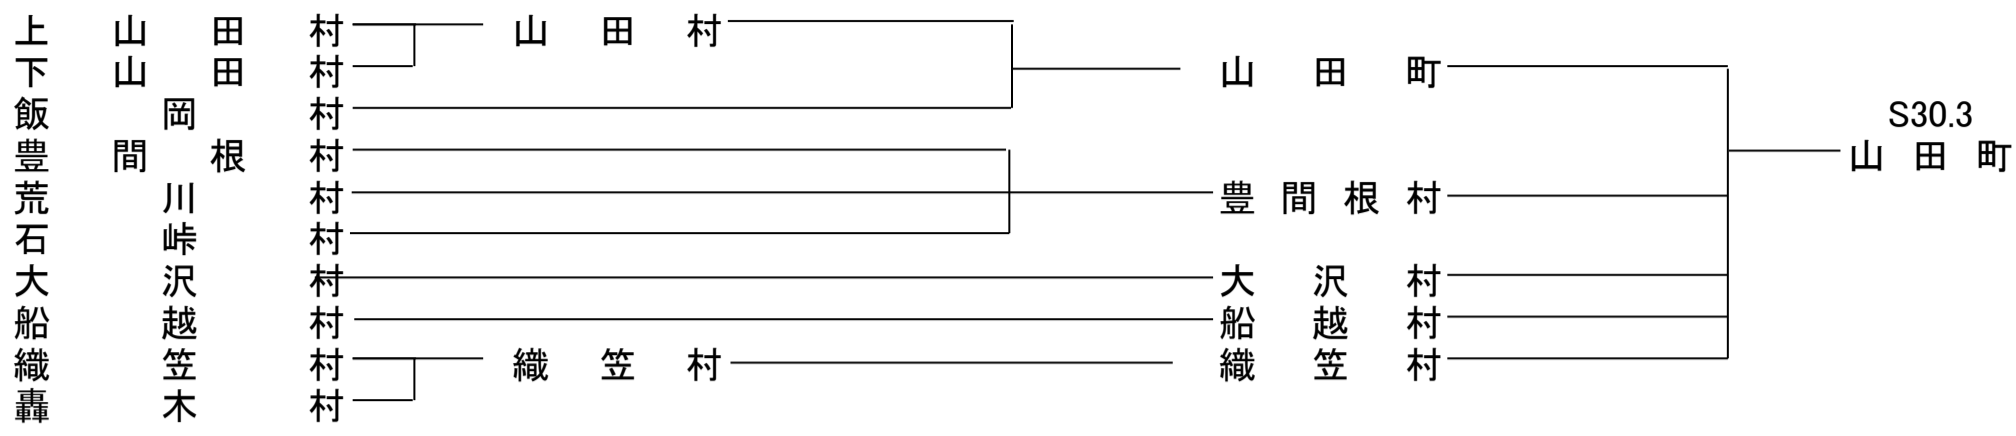 上山田村 山田村
下山田村 山田町
飯岡村 S30.3
豊間根村 山田町
荒川村 豊間根村
石峠村
大沢村 大沢村
船越村 船越村
織笠村 織笠村 織笠村
轟木村